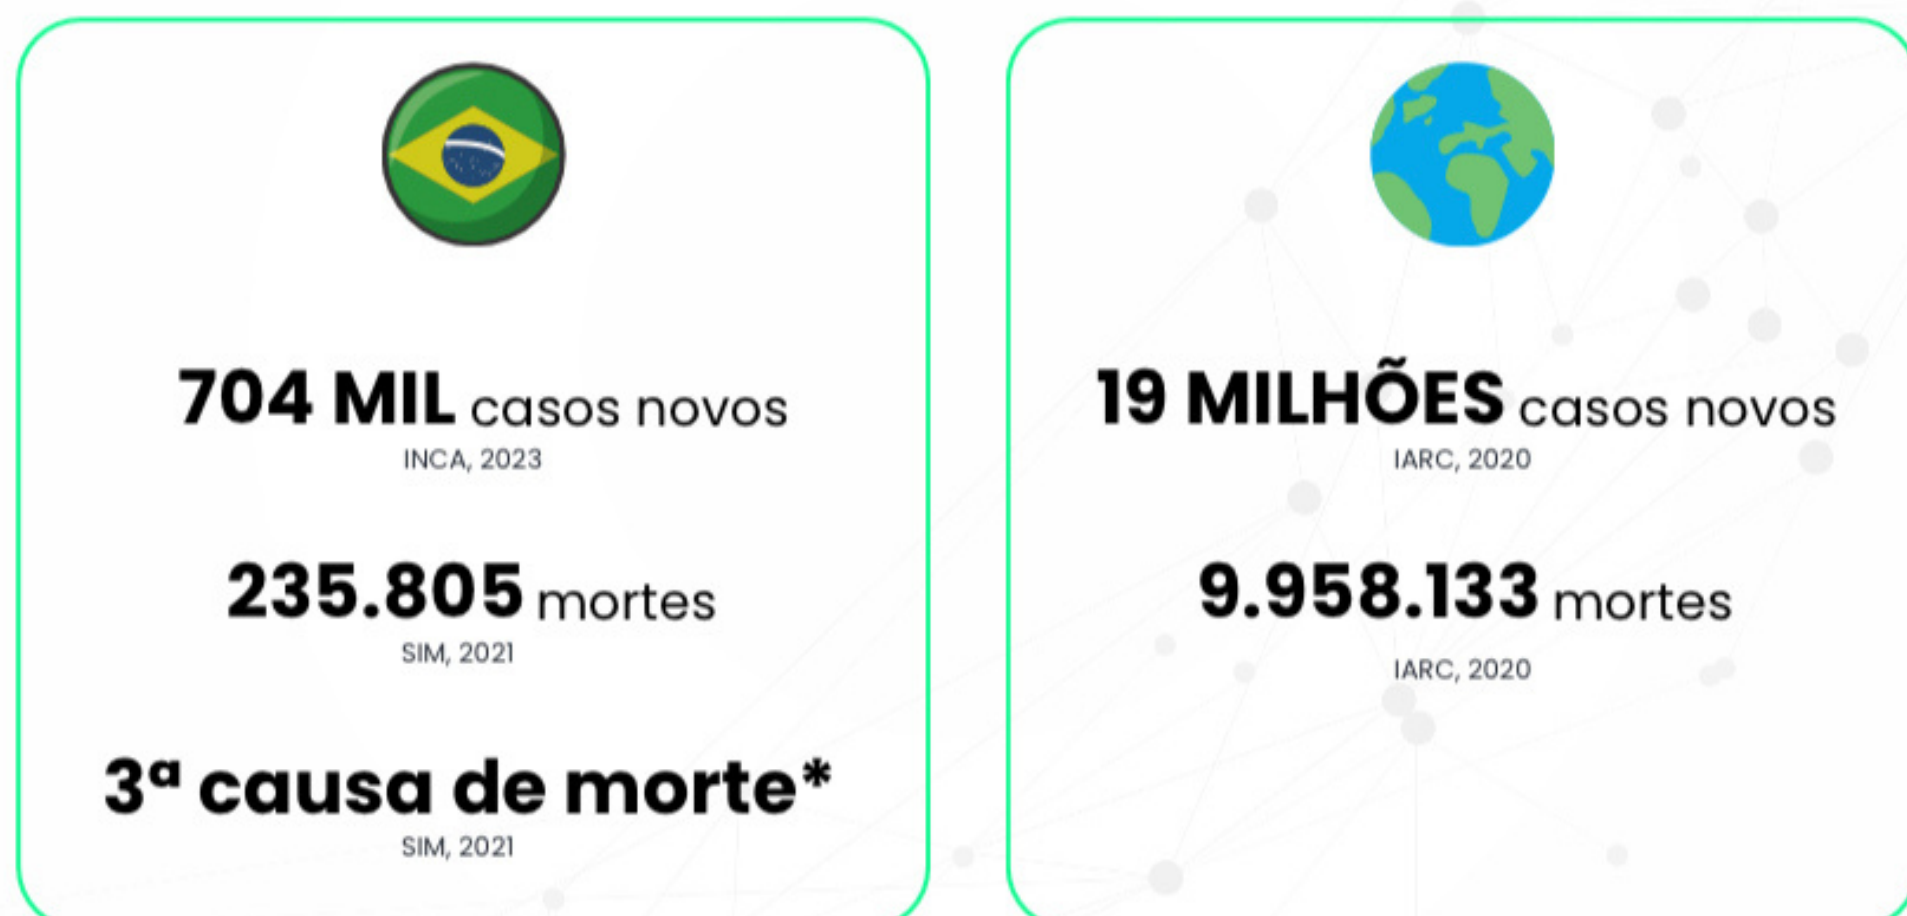 704 MIL casos novos
INCA, 2023
235.805 mortes
SIM, 2021
3ª causa de morte*
SIM, 2021
19 MILHÕES casos novos
IARC, 2020
9.958.133 mortes
IARC, 2020